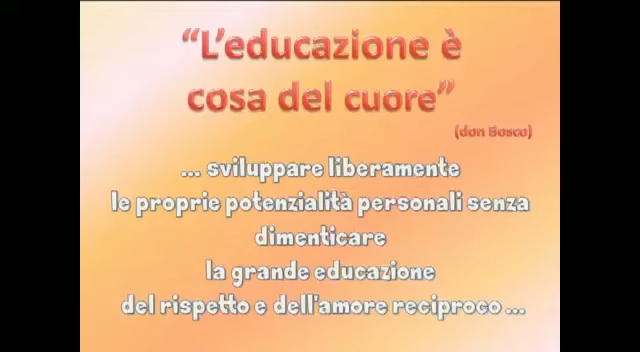 “L’educazione è
cosa del cuore”
(don Bosco)
... sviluppare liberamente
le proprie potenzialità personali senza
dimenticare
la grande educazione
del rispetto e dell'amore reciproco ...